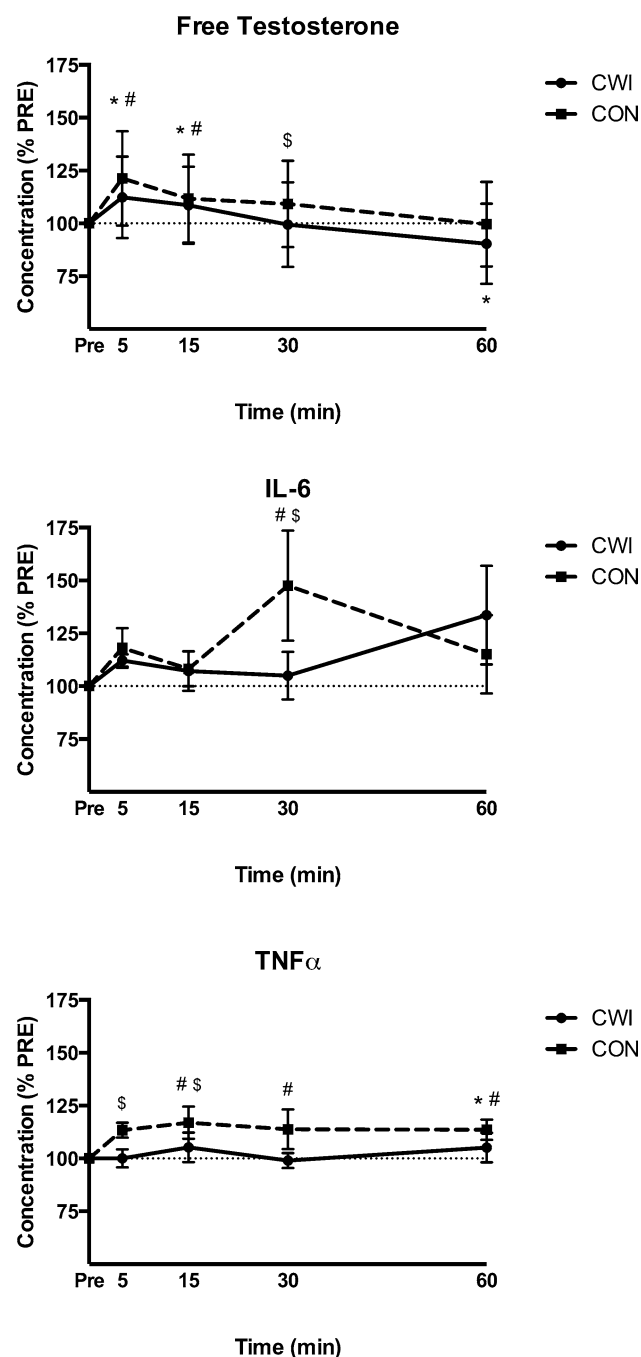 Free Testosterone
Concentration (% PRE)
175
150
125
100
75
* #
* #
$
*
CWI
CON
Pre 5 15 30 60
Time (min)
IL-6
# $
Concentration (% PRE)
175
150
125
100
75
CWI
CON
Pre 5 15 30 60
Time (min)
TNFα
Concentration (% PRE)
175
150
125
100
75
$
# $
#
* #
CWI
CON
Pre 5 15 30 60
Time (min)